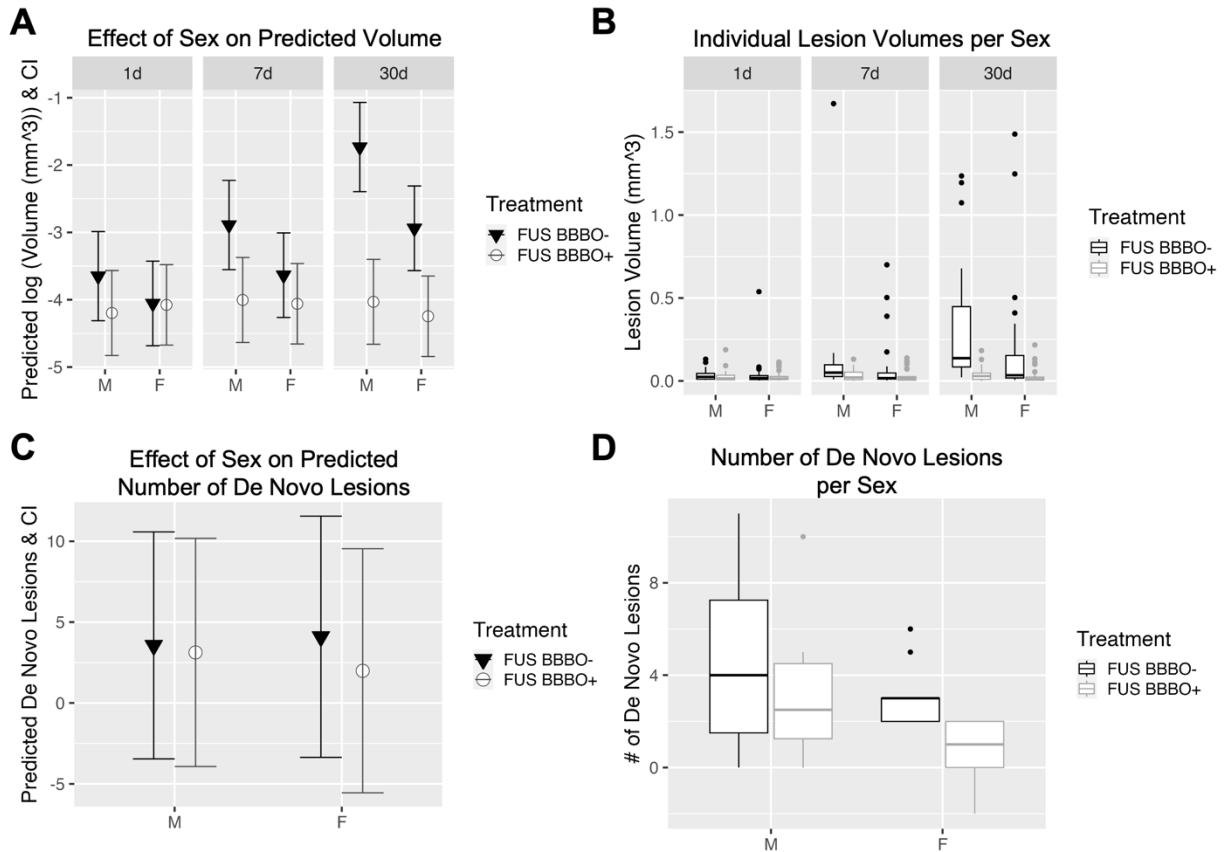 A
Effect of Sex on Predicted Volume
1d
7d
30d
Predicted log (Volume (mm^3)) & CI
-1
-2
-3
-4
-5
M
F
M
F
M
F
Treatment
FUS BBBO-
FUS BBBO+
B
Individual Lesion Volumes per Sex
1d
7d
30d
Lesion Volume (mm^3)
1.5
1.0
0.5
0.0
M
F
M
F
M
F
Treatment
FUS BBBO-
FUS BBBO+
C
Effect of Sex on Predicted
Number of De Novo Lesions
Predicted De Novo Lesions & CI
10
5
0
-5
M
F
Treatment
FUS BBBO-
FUS BBBO+
D
Number of De Novo Lesions
per Sex
# of De Novo Lesions
8
4
0
M
F
Treatment
FUS BBBO-
FUS BBBO+